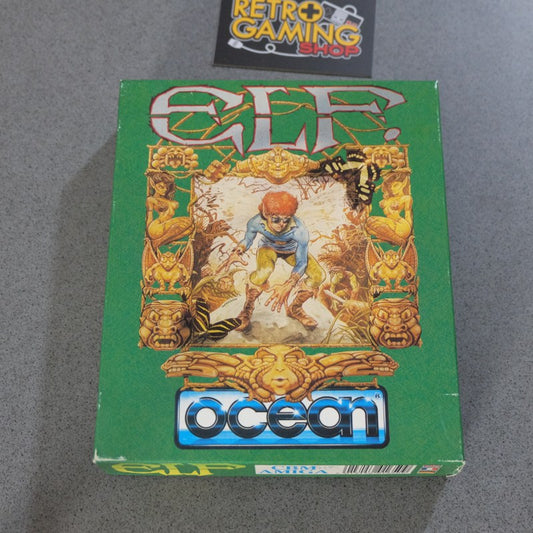 RETRO
GAMING
SHOP
ELF.
ocean
ELF
CBM
AMIGA